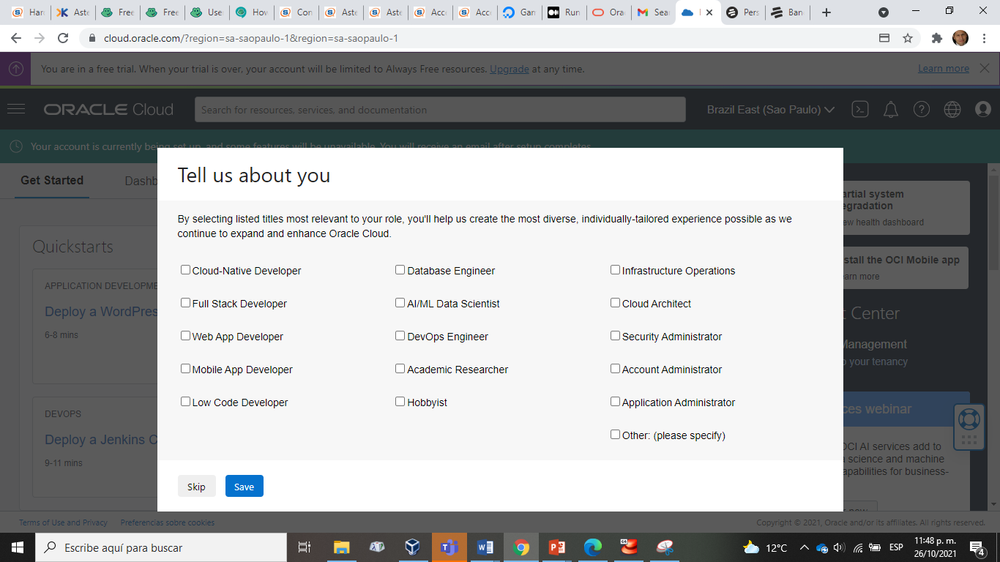 Har
Aste
Free
Free
Use
How
Con
Aste
Aste
Acc
Acc
Gar
Run
Ora
Sear
Pers
Ban
cloud.oracle.com/?region=sa-saopaulo-1&region=sa-saopaulo-1
You are in a free trial. When your trial is over, your account will be limited to Always Free resources. Upgrade at any time.
Learn more
ORACLE Cloud
Search for resources, services, and documentation
Brazil East (Sao Paulo)
Your account is currently being set up, and some features will be unavailable. You will receive an email after setup completes.
Get Started
Dashb
Tell us about you
By selecting listed titles most relevant to your role, you'll help us create the most diverse, individually-tailored experience possible as we
continue to expand and enhance Oracle Cloud.
Cloud-Native Developer
Database Engineer
Infrastructure Operations
Full Stack Developer
AI/ML Data Scientist
Cloud Architect
Web App Developer
DevOps Engineer
Security Administrator
Mobile App Developer
Academic Researcher
Account Administrator
Low Code Developer
Hobbyist
Application Administrator
Other: (please specify)
Skip
Save
Quickstarts
APPLICATION DEVELOPME
Deploy a WordPres
6-8 mins
DEVOPS
Deploy a Jenkins C
9-11 mins
artial system
egradation
ew health dashboard
stall the OCI Mobile app
arn more
t Center
Management
o your tenancy
ces webinar
OCI AI services add to
a science and machine
apabilities for business-
Terms of Use and Privacy
Preferencias sobre cookies
Copyright © 2021, Oracle and/or its affiliates. All rights reserved.
Escribe aquí para buscar
12°C
ESP
11:48 p. m.
26/10/2021
4